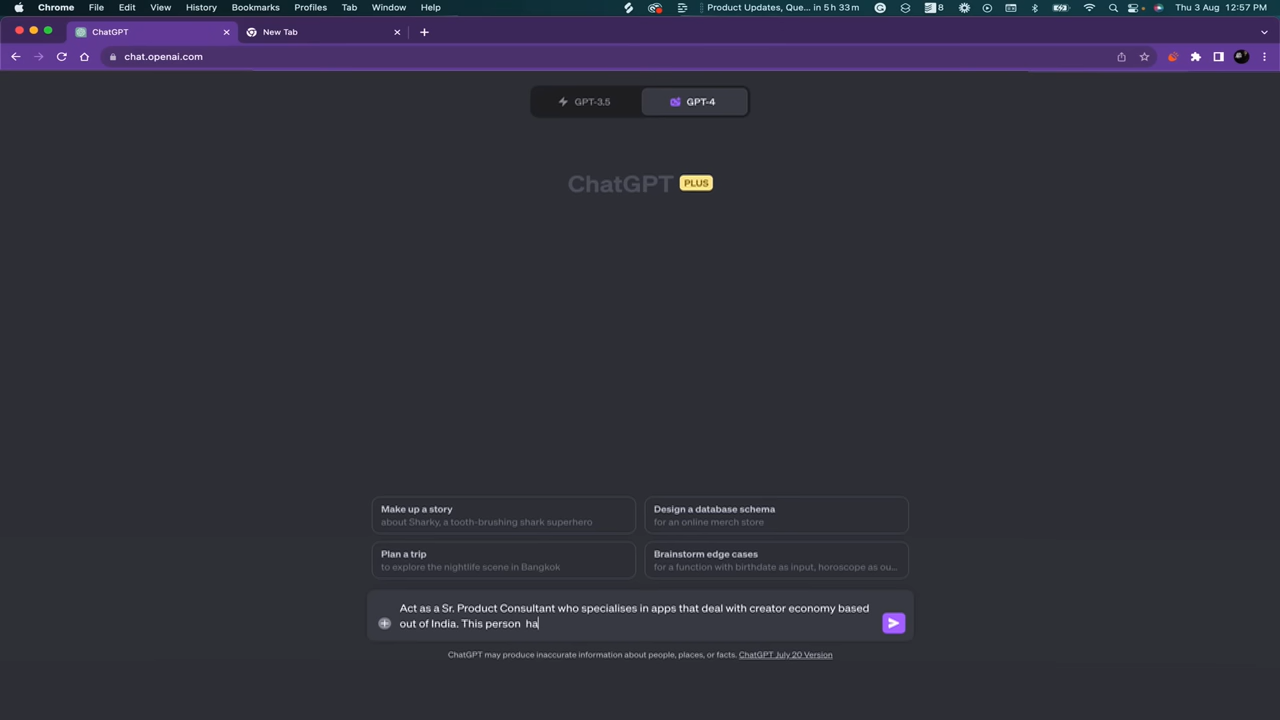 Chrome File Edit View History Bookmarks Profiles Tab Window Help
Product Updates, Que... in 5 h 33 m 8 Thu 3 Aug 12:57 PM
ChatGPT
New Tab
chat.openai.com
GPT-3.5
GPT-4
ChatGPT PLUS
Make up a story
about Sharky, a tooth-brushing shark superhero
Design a database schema
for an online merch store
Plan a trip
to explore the nightlife scene in Bangkok
Brainstorm edge cases
for a function with birthdate as input, horoscope as ou...
Act as a Sr. Product Consultant who specialises in apps that deal with creator economy based
out of India. This person  ha
ChatGPT may produce inaccurate information about people, places, or facts. ChatGPT July 20 Version